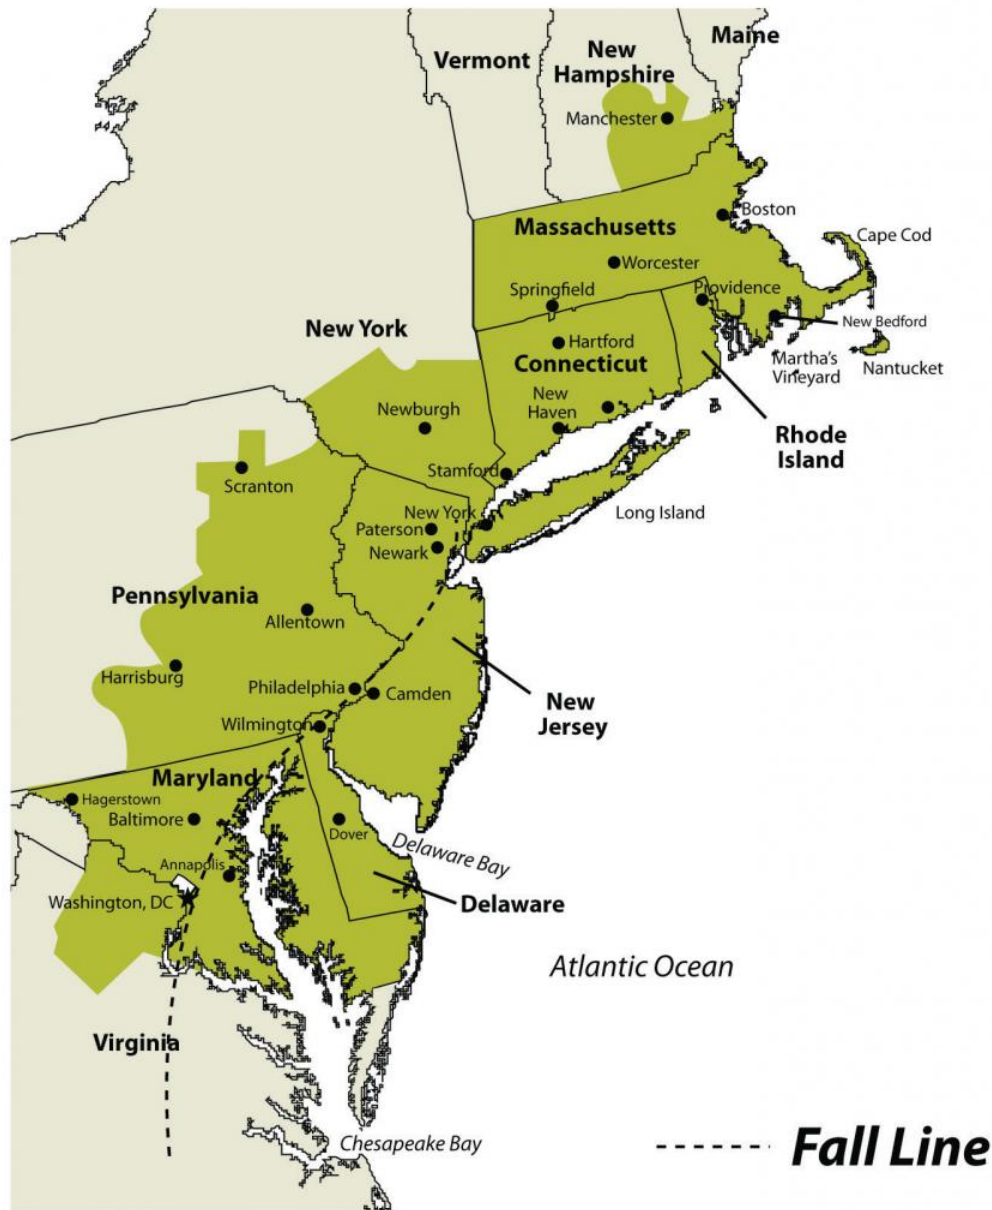 Maine
New
Hampshire
Vermont
Manchester
Boston
Massachusetts
Cape Cod
Worcester
Springfield
Providence
New York
New Bedford
Hartford
Martha's
Vineyard
Nantucket
Connecticut
New
Haven
Newburgh
Rhode
Island
Stamford
Scranton
New York
Long Island
Paterson
Newark
Pennsylvania
Allentown
Harrisburg
Philadelphia
Camden
New
Jersey
Wilmington
Maryland
Hagerstown
Baltimore
Dover
Delaware Bay
Annapolis
Washington, DC
Delaware
Atlantic Ocean
Virginia
Chesapeake Bay
Fall Line